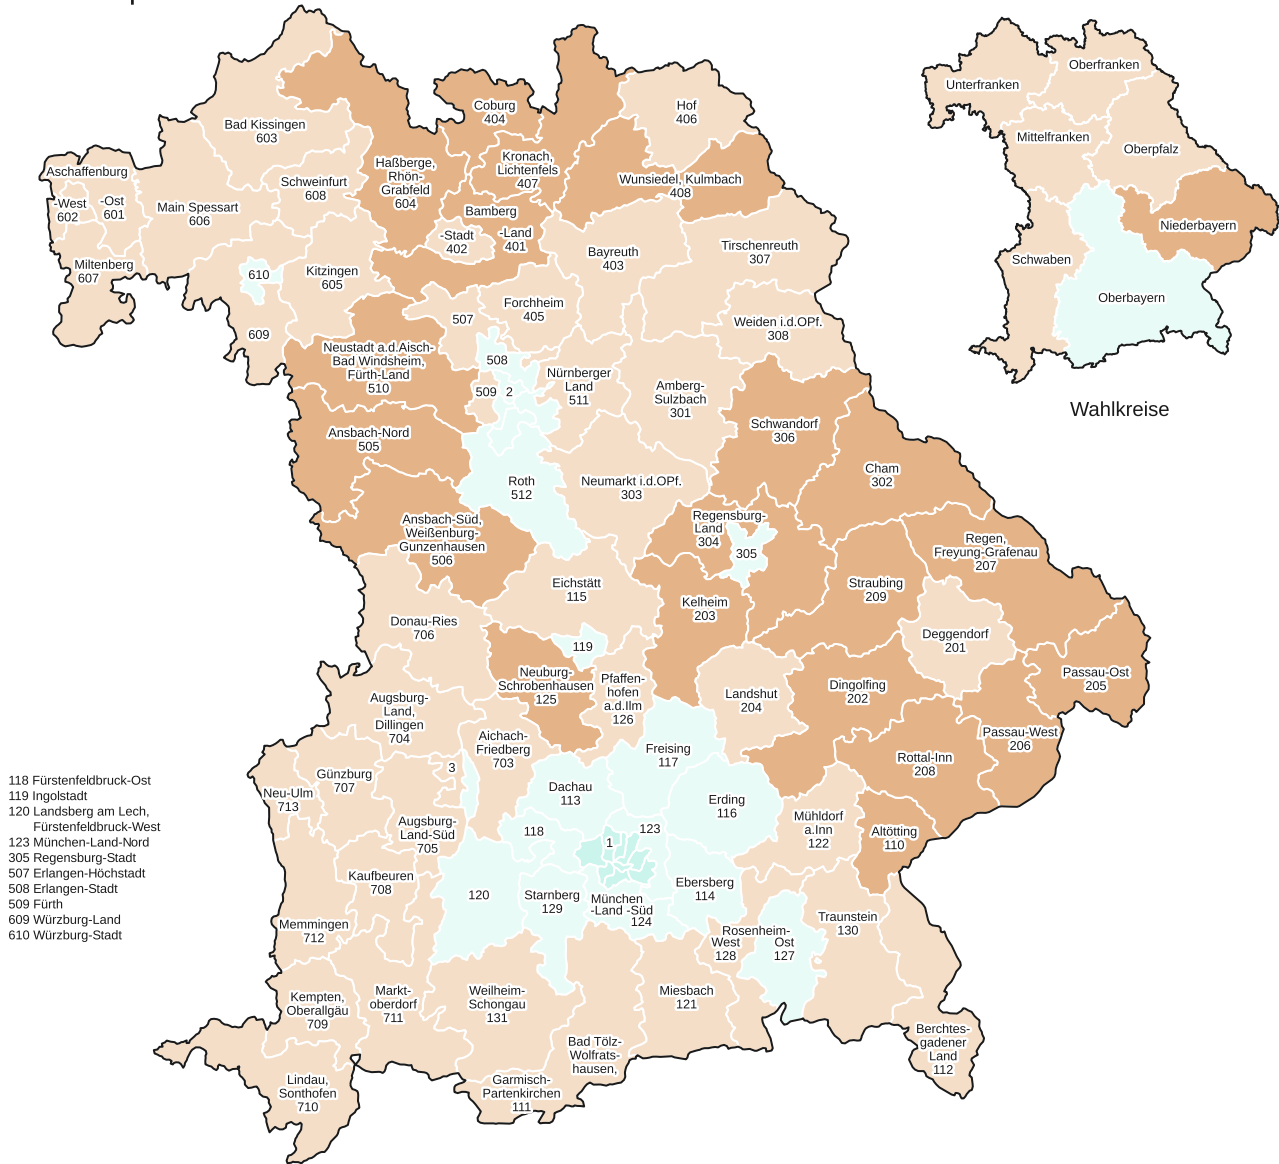 Hof
406
Coburg
404
Bad Kissingen
603
Kronach,
Lichtenfels
407
Haßberge,
Rhön-
Grabfeld
604
Wunsiedel, Kulmbach
408
Aschaffenburg
-West
602
-Ost
601
Schweinfurt
608
Main Spessart
606
Bamberg
-Stadt
402
-Land
401
Bayreuth
403
Tirschenreuth
307
Miltenberg
607
610
Kitzingen
605
Forchheim
405
507
609
Weiden i.d.OPf.
308
Neustadt a.d.Aisch-
Bad Windsheim,
Fürth-Land
510
508
509
2
Nürnberger
Land
511
Amberg-
Sulzbach
301
Ansbach-Nord
505
Schwandorf
306
Cham
302
Roth
512
Neumarkt i.d.OPf.
303
Ansbach-Süd,
Weißenburg-
Gunzenhausen
506
Regensburg-
Land
304
305
Regen,
Freyung-Grafenau
207
Eichstätt
115
Straubing
209
Kelheim
203
Donau-Ries
706
Deggendorf
201
119
Neuburg-
Schrobenhausen
125
Pfaffen-
hofen
a.d.Ilm
126
Landshut
204
Dingolfing
202
Passau-Ost
205
Augsburg-
Land,
Dillingen
704
Aichach-
Friedberg
703
Freising
117
Passau-West
206
Rottal-Inn
208
Günzburg
707
3
Neu-Ulm
713
Dachau
113
Erding
116
Augsburg-
Land-Süd
705
118
123
1
Mühldorf
a.Inn
122
Altötting
110
Kaufbeuren
708
120
Starnberg
129
München
-Land -Süd
124
Ebersberg
114
Memmingen
712
Rosenheim-
West
128
Ost
127
Traunstein
130
Kempten,
Oberallgäu
709
Markt-
oberdorf
711
Weilheim-
Schongau
131
Miesbach
121
Bad Tölz-
Wolfrats-
hausen,
Berchtes-
gadener
Land
112
Lindau,
Sonthofen
710
Garmisch-
Partenkirchen
111
118 Fürstenfeldbruck-Ost
119 Ingolstadt
120 Landsberg am Lech,
Fürstenfeldbruck-West
123 München-Land-Nord
305 Regensburg-Stadt
507 Erlangen-Höchstadt
508 Erlangen-Stadt
509 Fürth
609 Würzburg-Land
610 Würzburg-Stadt
Oberfranken
Unterfranken
Mittelfranken
Oberpfalz
Niederbayern
Schwaben
Oberbayern
Wahlkreise